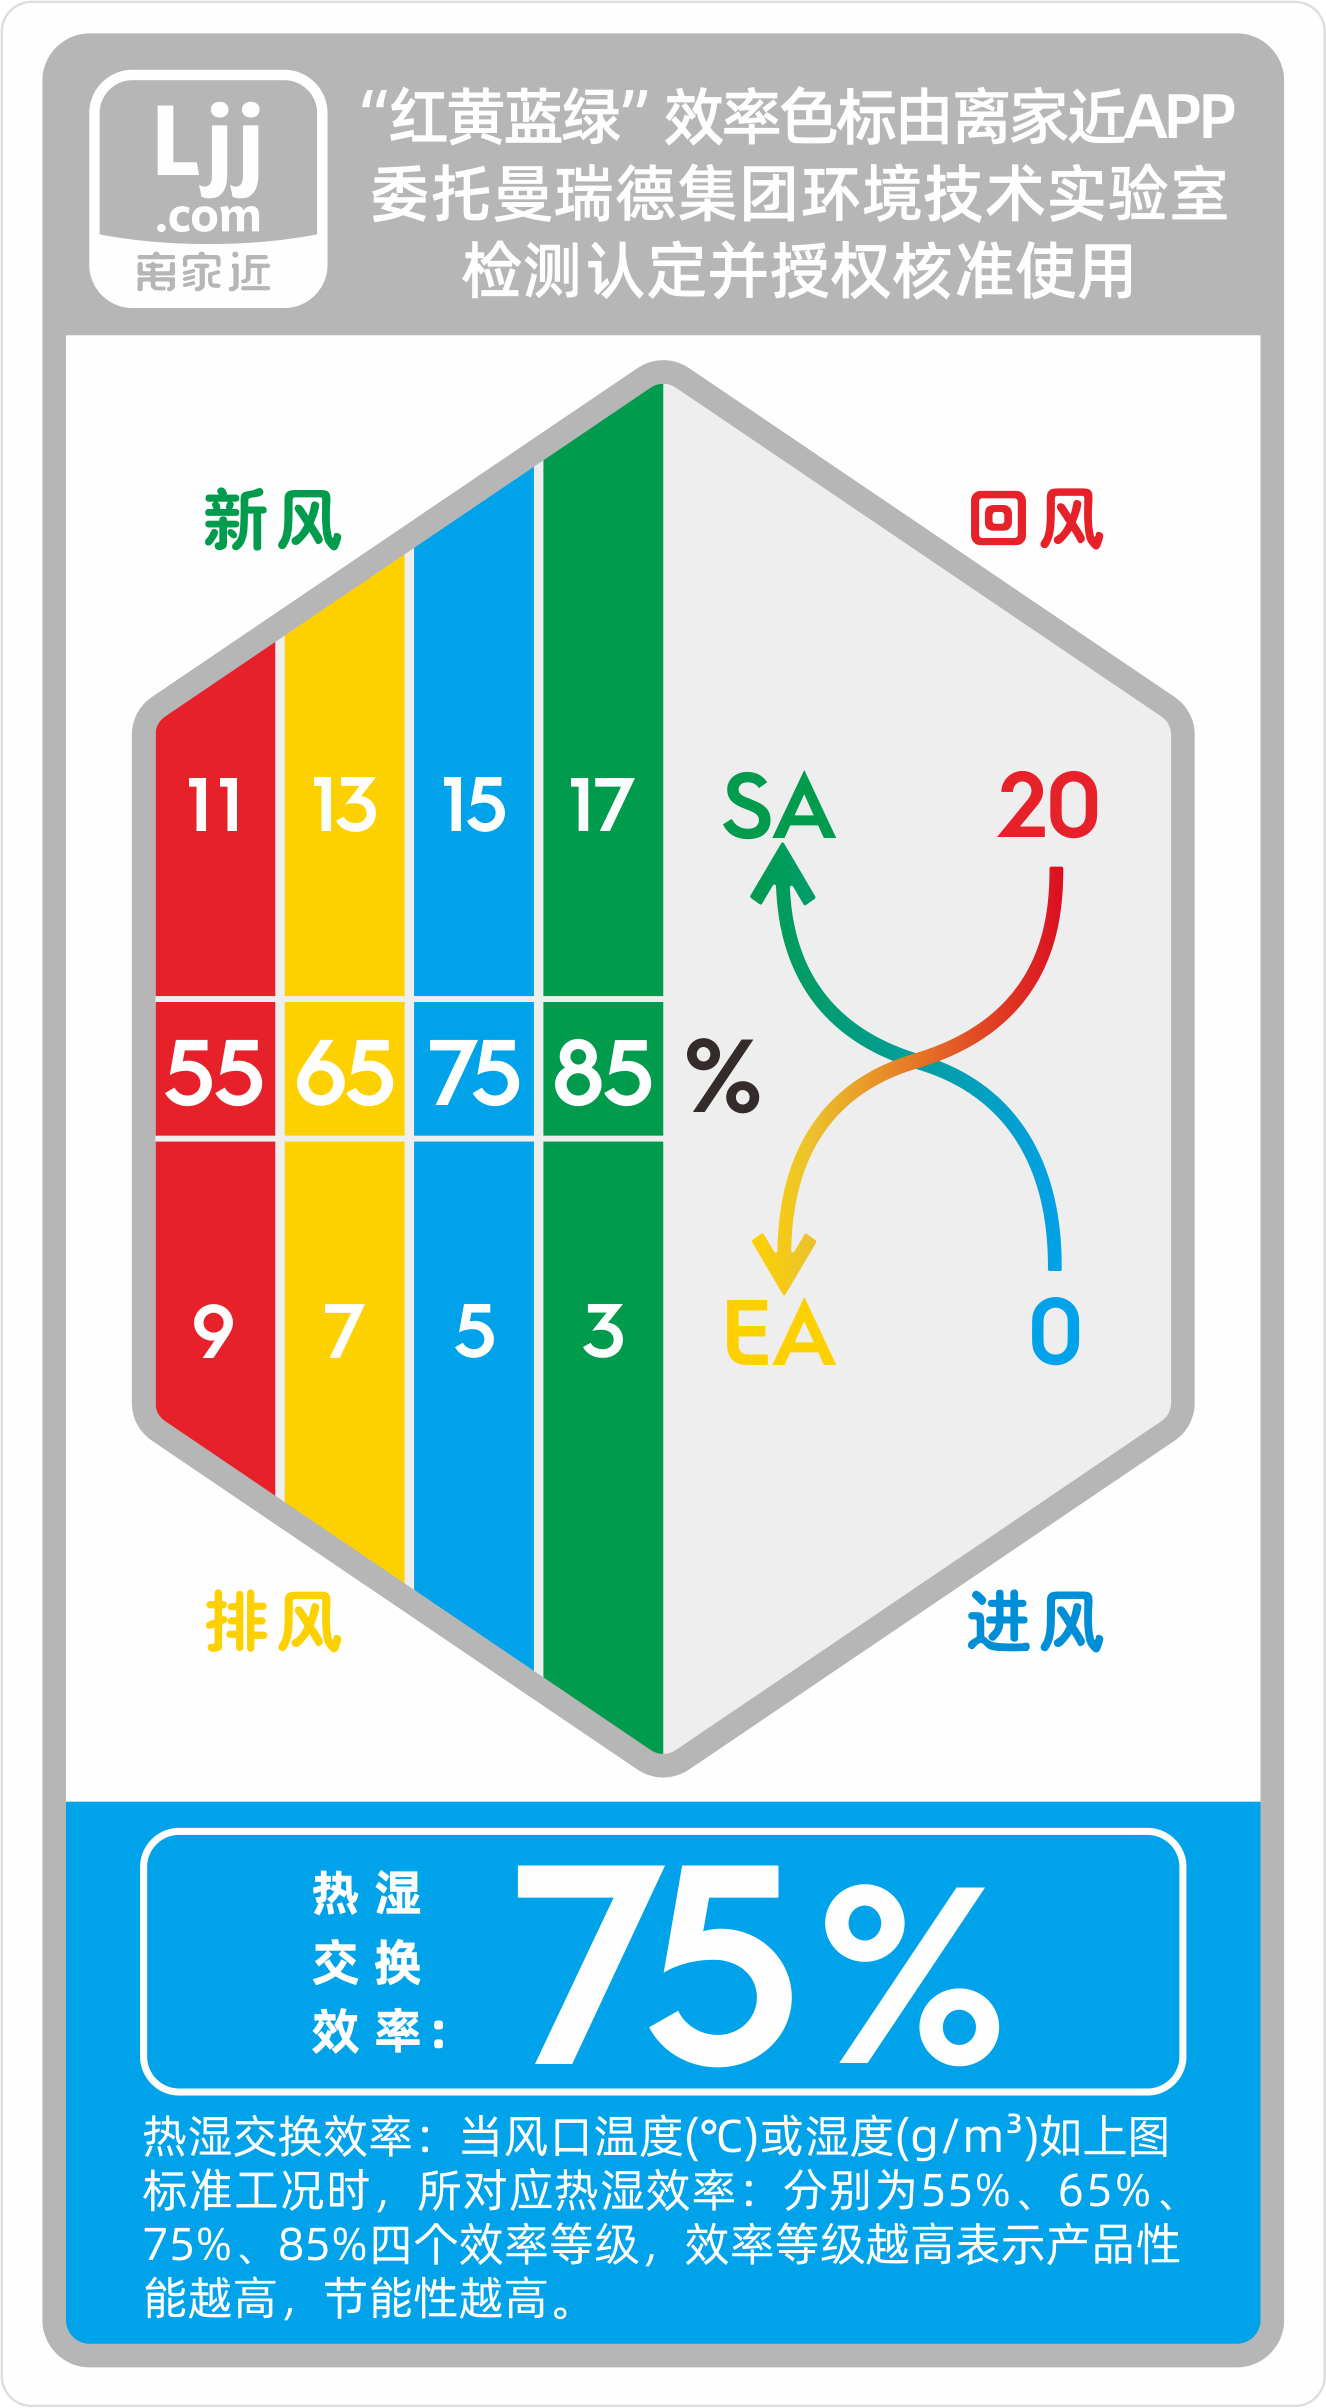 Ljj
.com
离家近
“红黄蓝绿”效率色标由离家近APP
委托曼瑞德集团环境技术实验室
检测认定并授权核准使用
新风
回风
11 13 15 17 SA 20
55 65 75 85 %
9 7 5 3 EA 0
排风
进风
热湿
交换
效率：
75%
热湿交换效率：当风口温度(℃)或湿度(g/m³)如上图
标准工况时，所对应热湿效率：分别为55%、65%、
75%、85%四个效率等级，效率等级越高表示产品性
能越高，节能性越高。